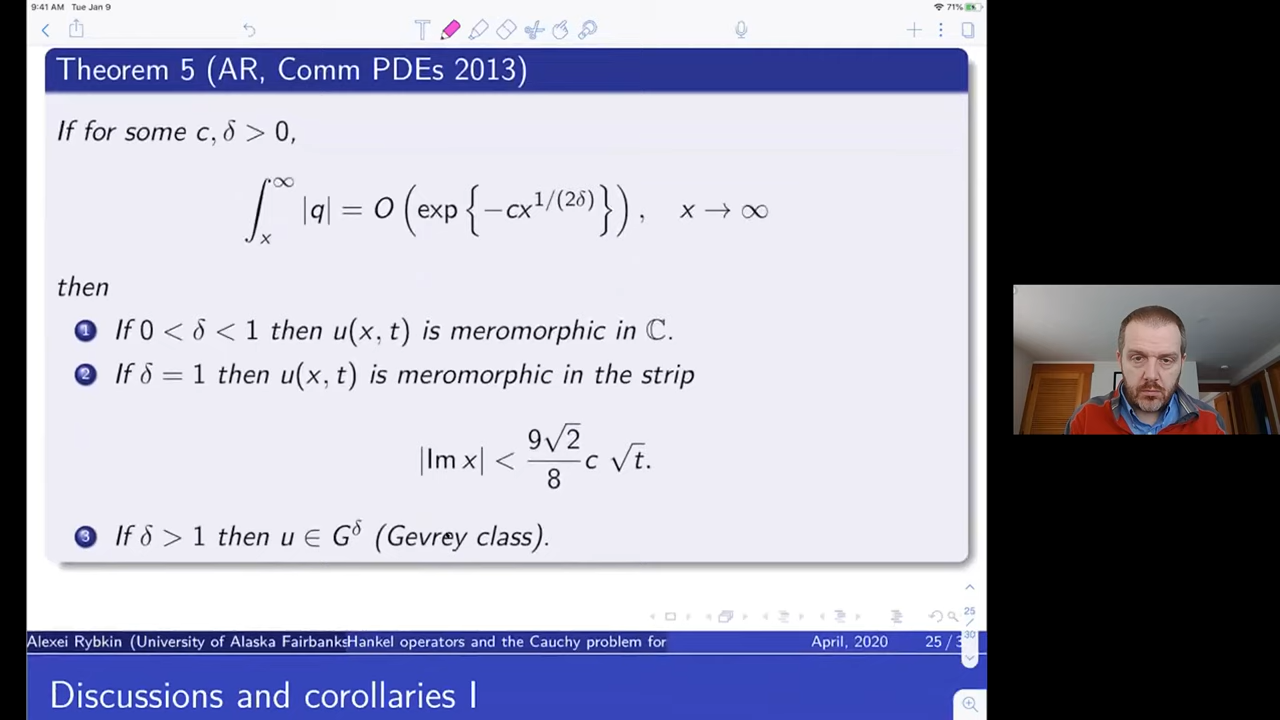 9:41 AM Tue Jan 9
71%
Theorem 5 (AR, Comm PDEs 2013)
If for some c, δ > 0,
∫_x^∞ |q| = O (exp {−cx^{1/(2δ)}}), x → ∞
then
1 If 0 < δ < 1 then u(x, t) is meromorphic in ℂ.
2 If δ = 1 then u(x, t) is meromorphic in the strip
|Im x| < 9√2/8 c √t.
3 If δ > 1 then u ∈ G^δ (Gevrey class).
25 / 30
Alexei Rybkin (University of Alaska Fairbanks Hankel operators and the Cauchy problem for April, 2020 25 / 3
Discussions and corollaries I